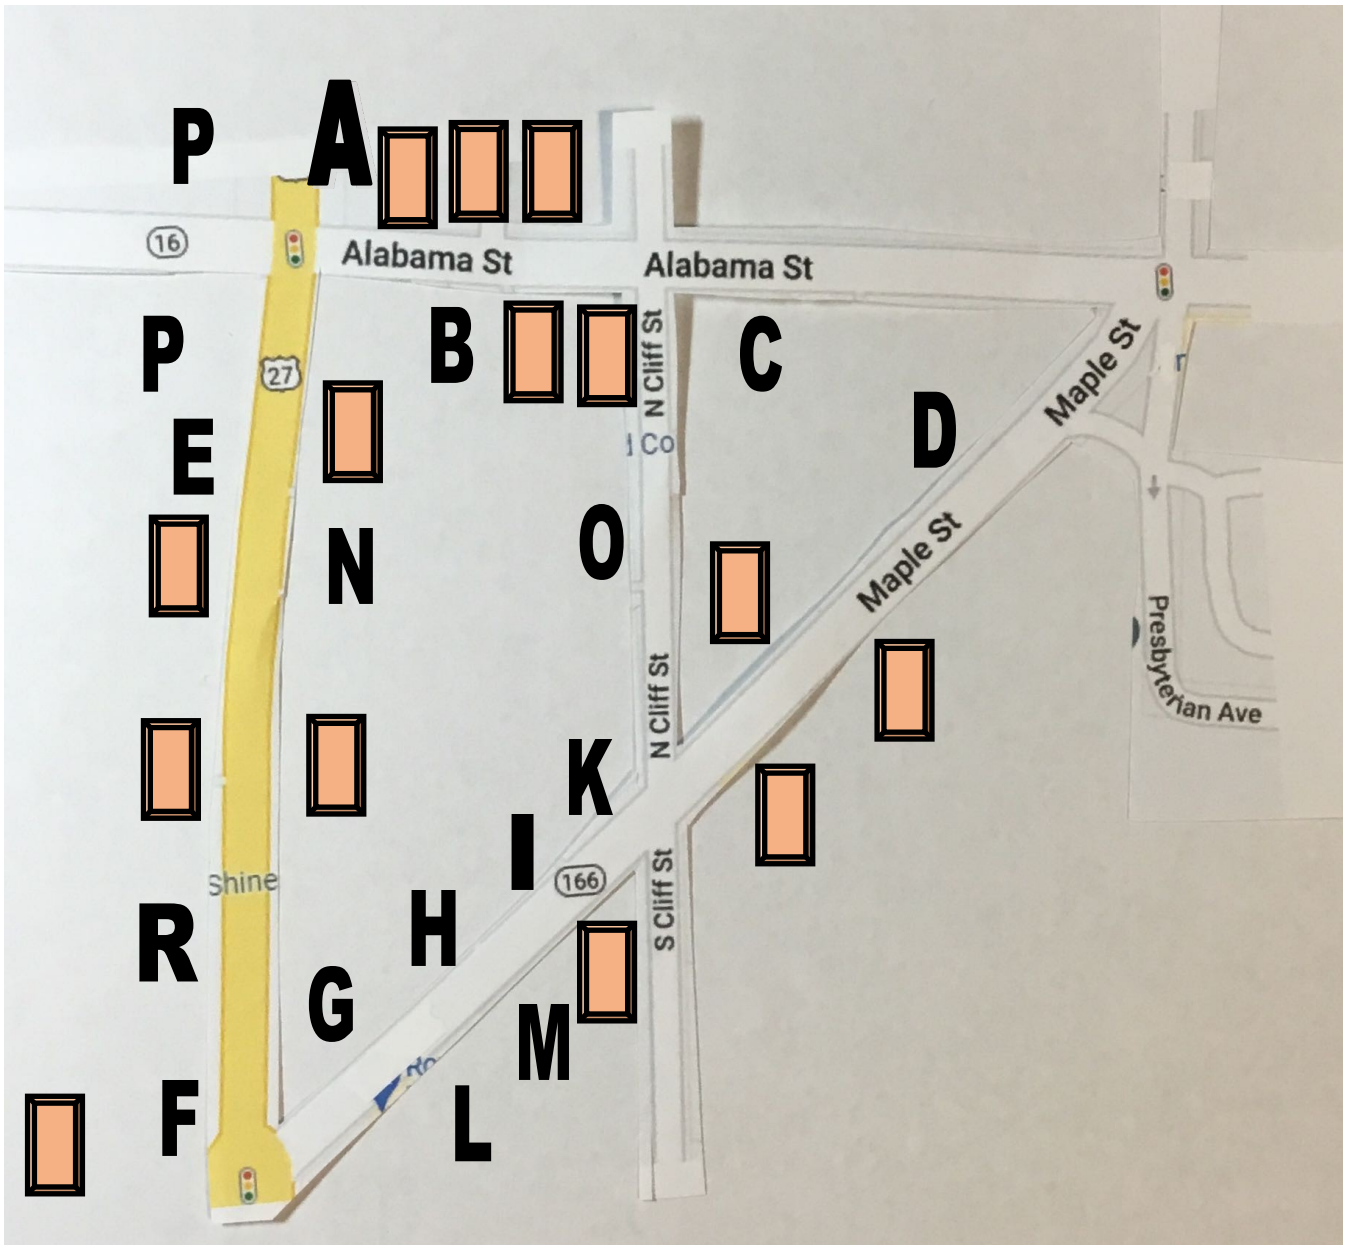 P
A
16
Alabama St
Alabama St
P
27
B
N Cliff St
C
Maple St
E
Co
D
N
O
Maple St
Presbyterian Ave
N Cliff St
K
I
166
S Cliff St
Shine
R
H
G
M
F
L